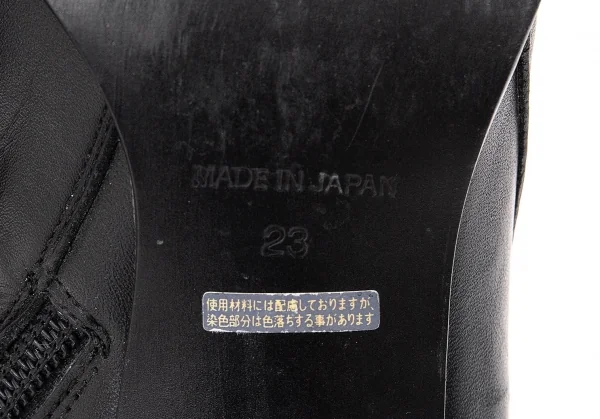 MADE IN JAPAN
23
使用材料には配慮しておりますが、
染色部分は色落ちする事があります